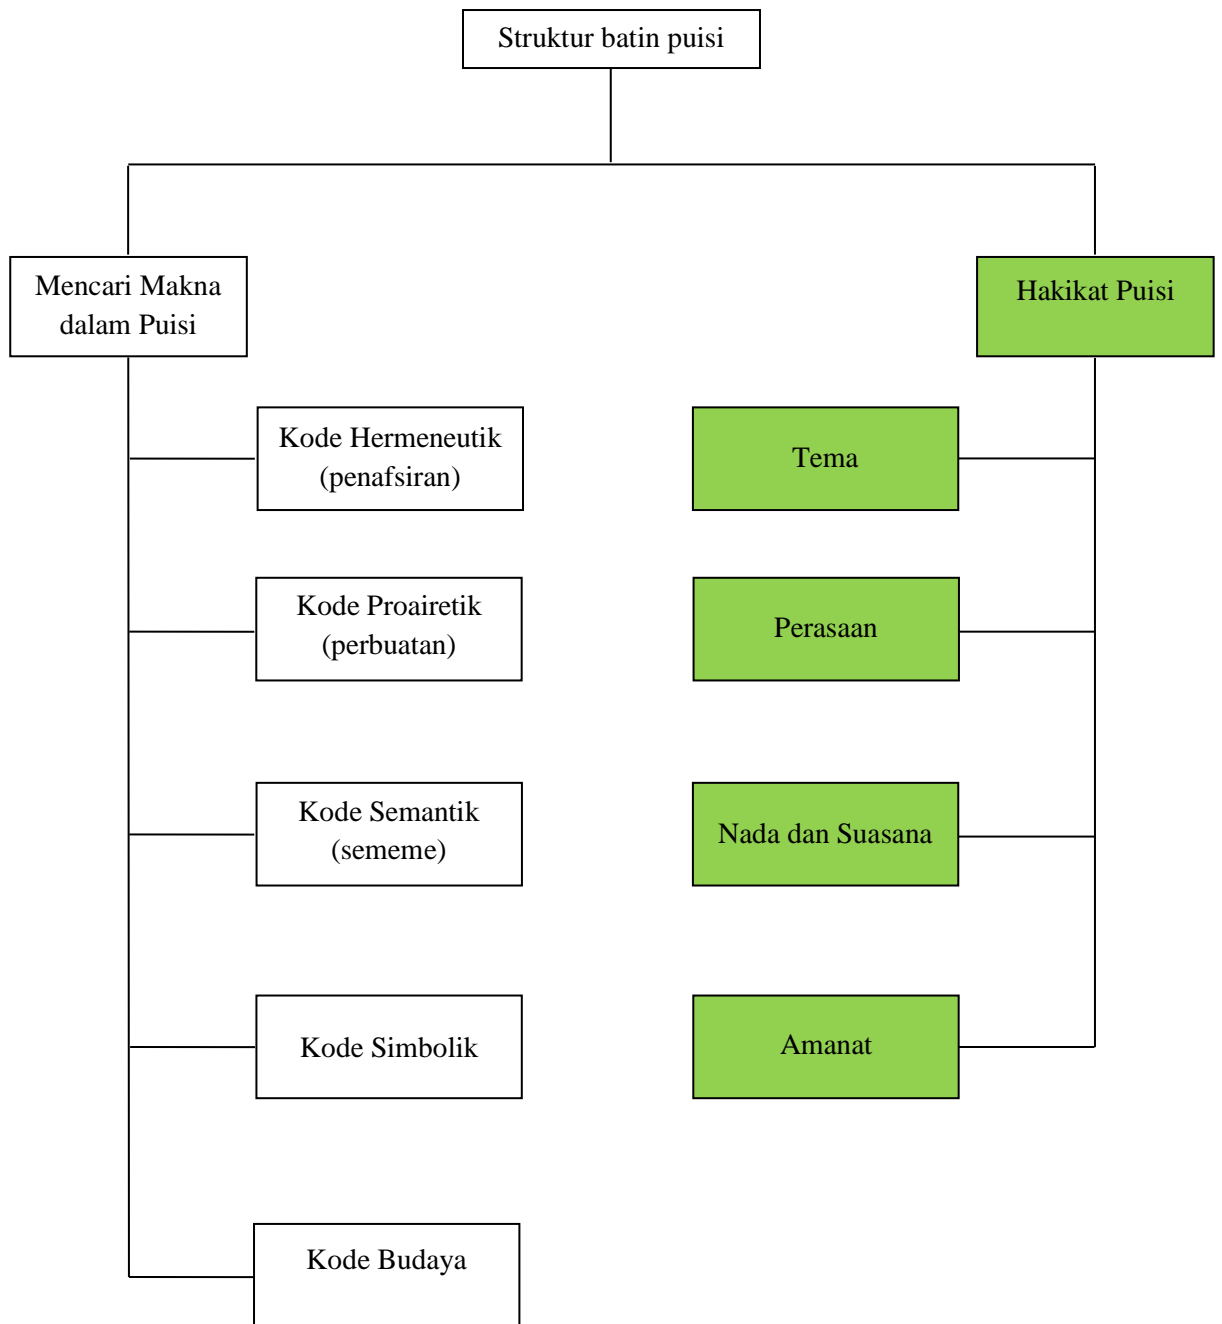 Struktur batin puisi
Mencari Makna
dalam Puisi
Hakikat Puisi
Kode Hermeneutik
(penafsiran)
Tema
Kode Proairetik
(perbuatan)
Perasaan
Kode Semantik
(sememe)
Nada dan Suasana
Kode Simbolik
Amanat
Kode Budaya